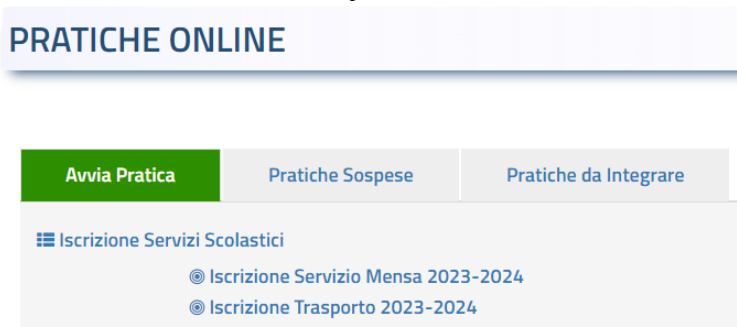 PRATICHE ONLINE
Avvia Pratica Pratiche Sospese Pratiche da Integrare
Iscrizione Servizi Scolastici
Iscrizione Servizio Mensa 2023-2024
Iscrizione Trasporto 2023-2024